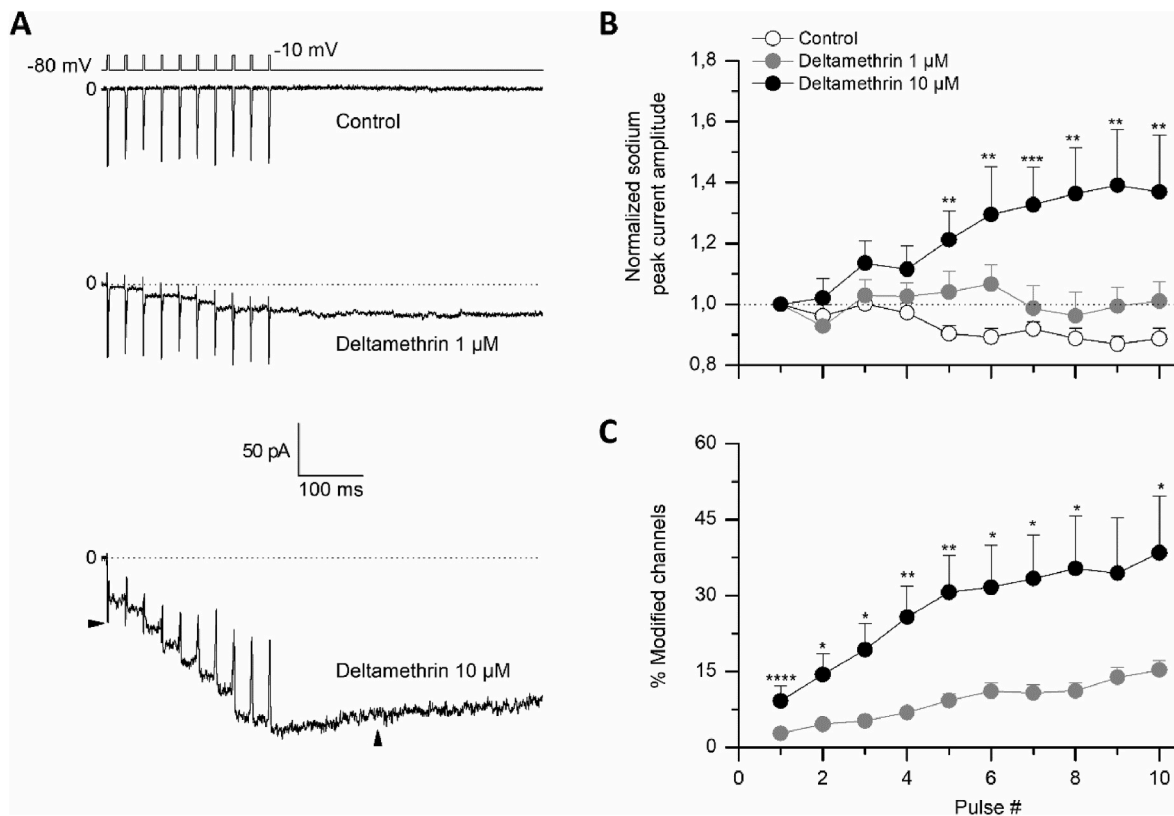 A
-80 mV
-10 mV
0
Control
0
Deltamethrin 1 µM
50 pA
100 ms
0
Deltamethrin 10 µM
B
Control
Deltamethrin 1 µM
Deltamethrin 10 µM
Normalized sodium
peak current amplitude
1,8
1,6
1,4
1,2
1,0
0,8
** ** *** ** ** **
C
% Modified channels
60
45
30
15
0
**** * * ** ** * * * *
0 2 4 6 8 10
Pulse #